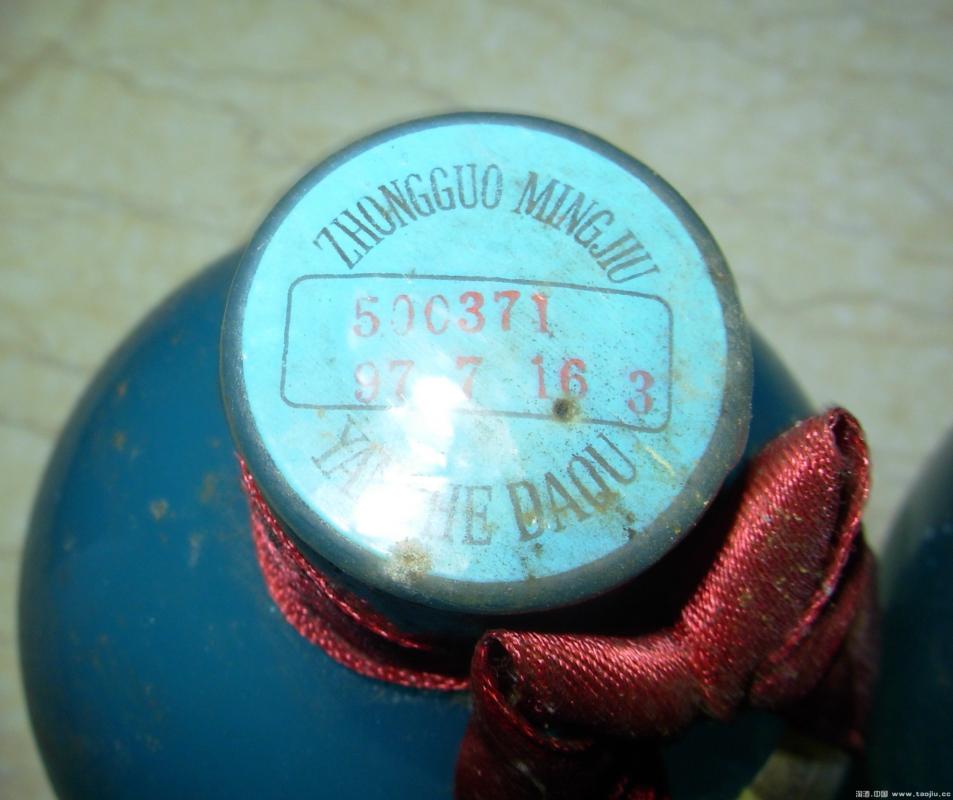 ZHONGGUO MINGJIU
500371
97 7 16 3
DAQU
淘酒.中国 www.taojiu.cc